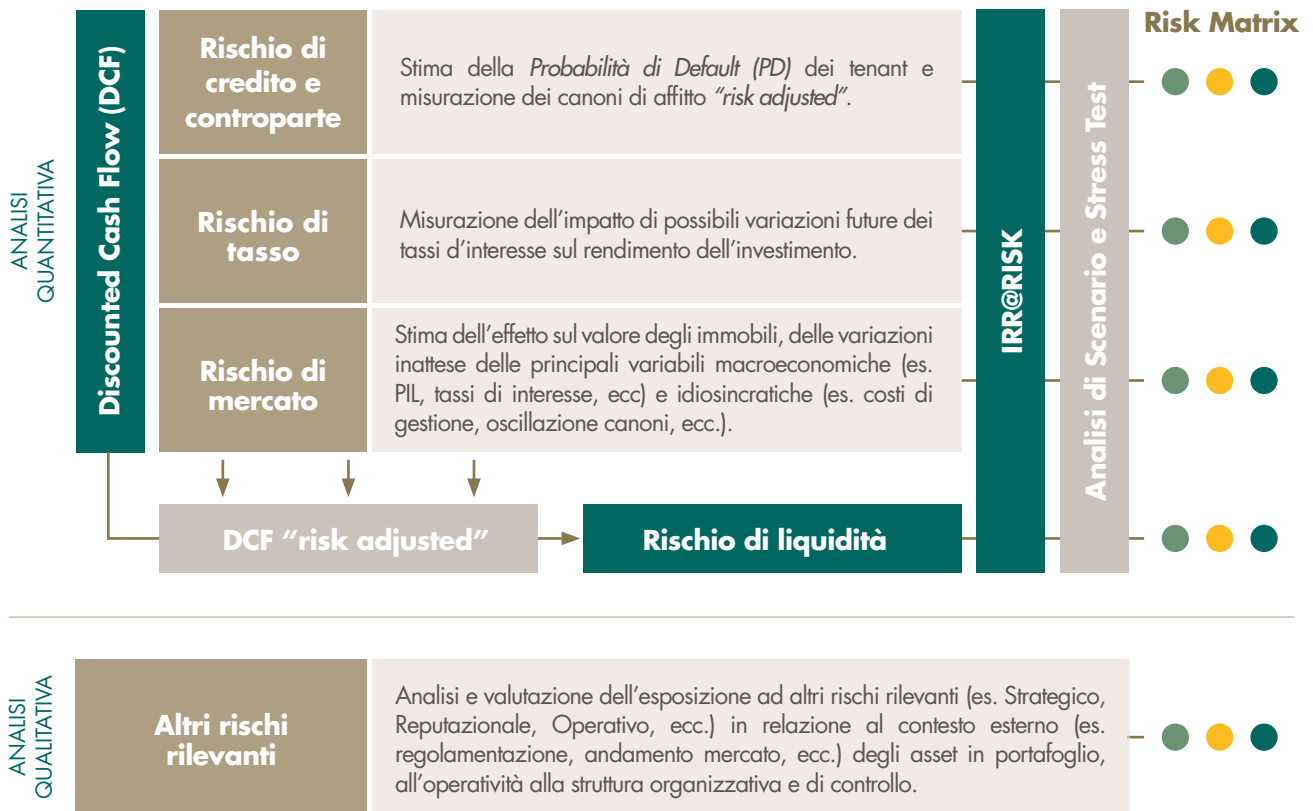 Risk Matrix
ANALISI
QUANTITATIVA
Discounted Cash Flow (DCF)
Rischio di
credito e
controparte
Stima della Probabilità di Default (PD) dei tenant e
misurazione dei canoni di affitto “risk adjusted”.
Rischio di
tasso
Misurazione dell’impatto di possibili variazioni future dei
tassi d’interesse sul rendimento dell’investimento.
Rischio di
mercato
Stima dell’effetto sul valore degli immobili, delle variazioni
inattese delle principali variabili macroeconomiche (es.
PIL, tassi di interesse, ecc) e idiosincratiche (es. costi di
gestione, oscillazione canoni, ecc.).
IRR@RISK
Analisi di Scenario e Stress Test
DCF “risk adjusted”
Rischio di liquidità
ANALISI
QUALITATIVA
Altri rischi
rilevanti
Analisi e valutazione dell’esposizione ad altri rischi rilevanti (es. Strategico,
Reputazionale, Operativo, ecc.) in relazione al contesto esterno (es.
regolamentazione, andamento mercato, ecc.) degli asset in portafoglio,
all’operatività alla struttura organizzativa e di controllo.